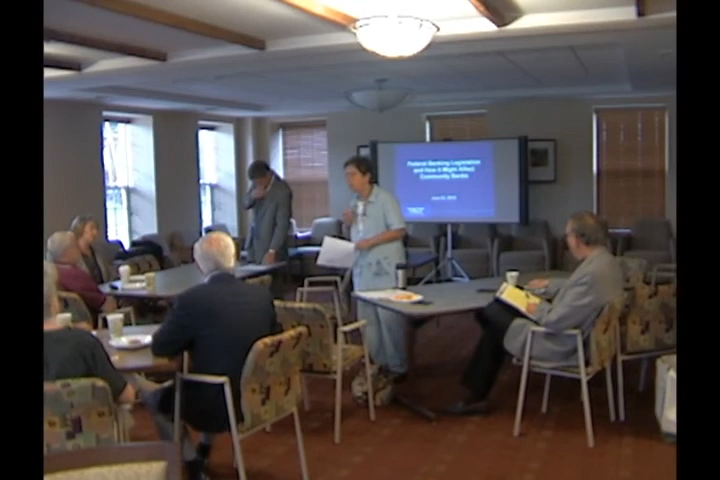 Federal Banking Legislation
and How it Might Affect
Community Banks